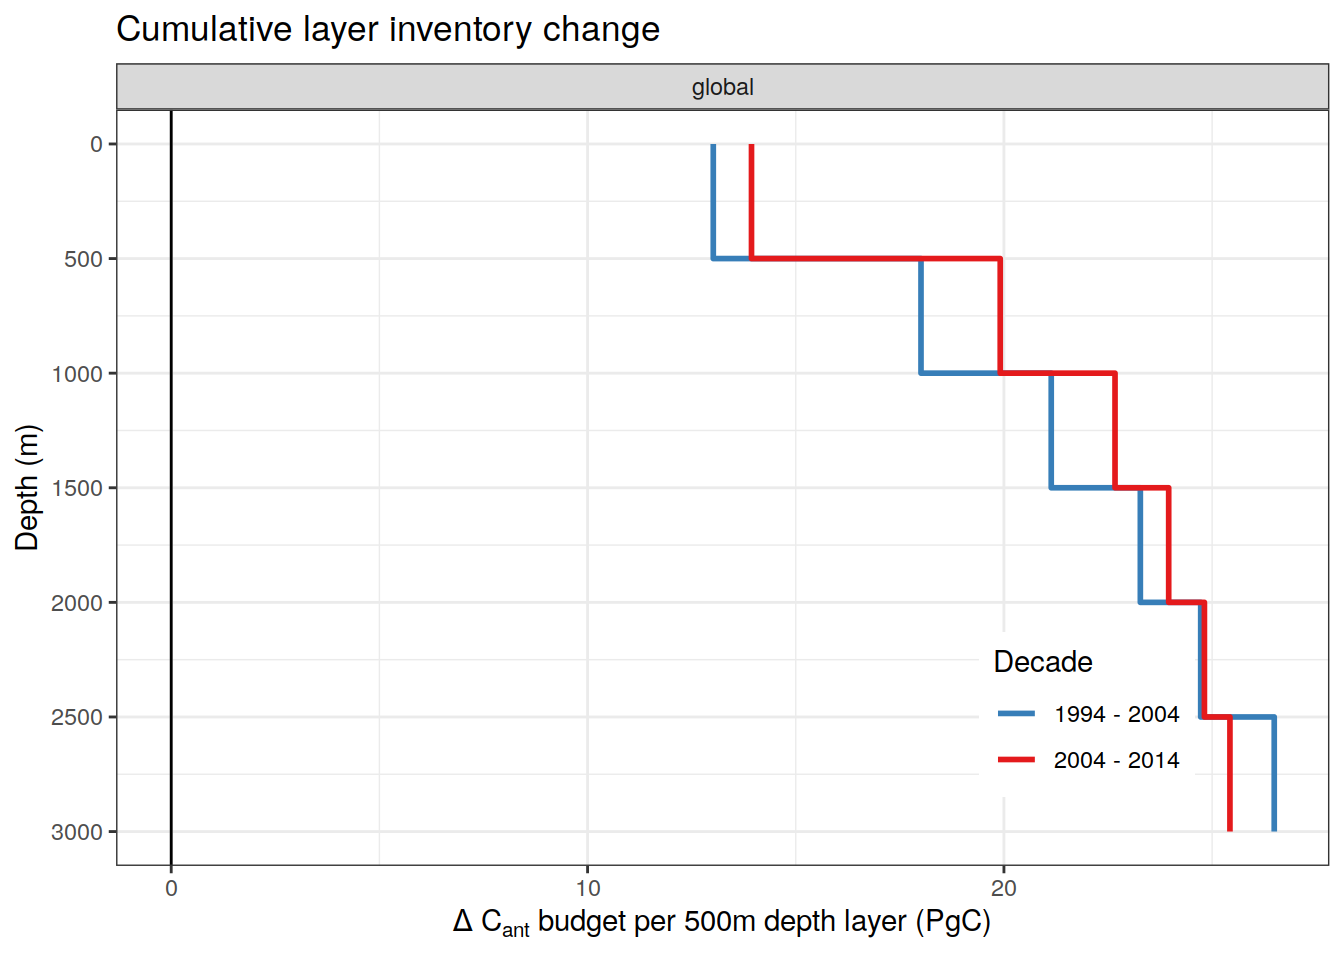 Cumulative layer inventory change
global
0
500
1000
1500
2000
2500
3000
Depth (m)
Decade
1994 - 2004
2004 - 2014
0 10 20
Δ Cant budget per 500m depth layer (PgC)